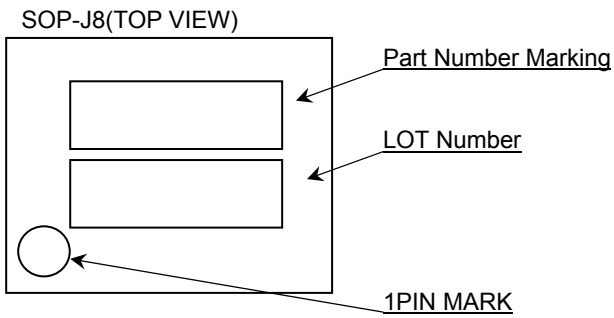 SOP-J8(TOP VIEW)
Part Number Marking
LOT Number
1PIN MARK